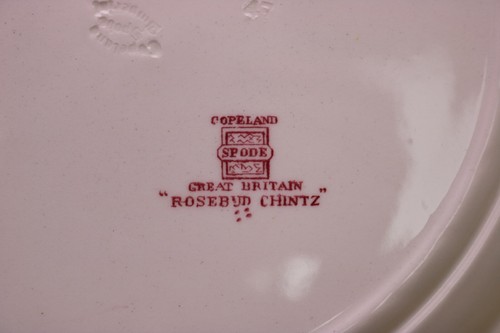 COPELAND
SPODE
GREAT BRITAIN
"ROSEBUD CHINTZ"